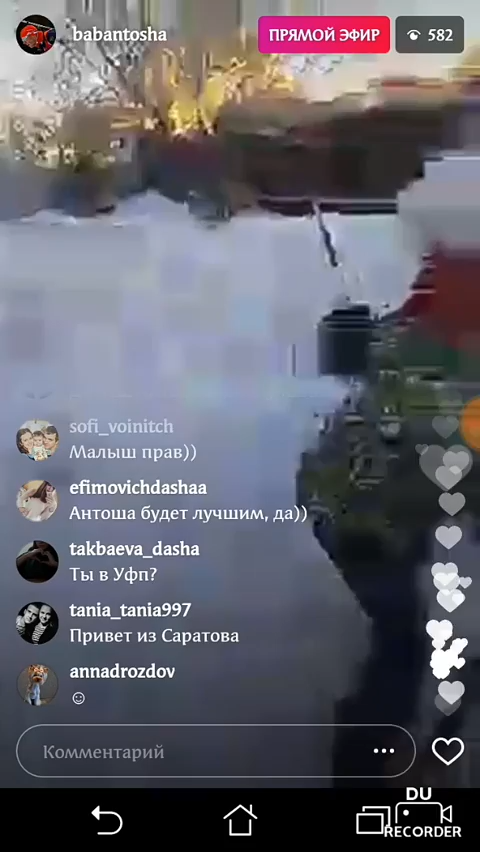 babantosha
ПРЯМОЙ ЭФИР
582
sofi_voinitch
Малыш прав))
efimovichdashaa
Антоша будет лучшим, да))
takbaeva_dasha
Ты в Уфп?
tania_tania997
Привет из Саратова
annadrozdov
☺
Комментарий
DU
RECORDER